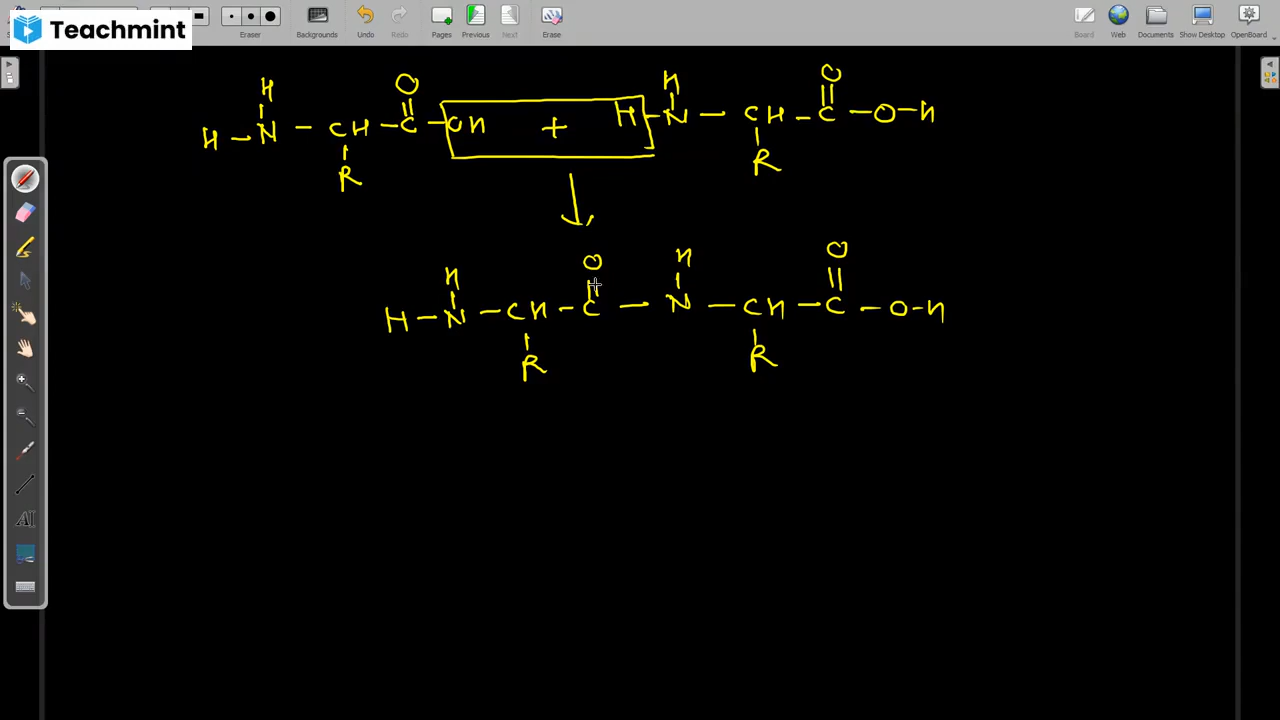 Teachmint
Eraser Backgrounds Undo Redo Pages Previous Next Erase Board Web Documents Show Desktop OpenBoard
H O H O
H - N - CH - C - OH + H - N - CH - C - O - H
R R
H O H O
H - N - CH - C - N - CH - C - O - H
R R